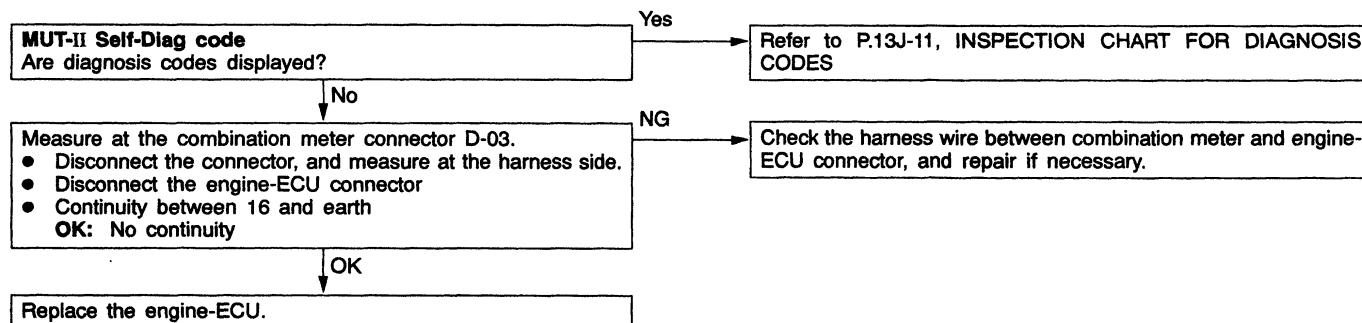 MUT-II Self-Diag code
Are diagnosis codes displayed?
Yes
Refer to P.13J-11, INSPECTION CHART FOR DIAGNOSIS
CODES
No
Measure at the combination meter connector D-03.
● Disconnect the connector, and measure at the harness side.
● Disconnect the engine-ECU connector
● Continuity between 16 and earth
OK: No continuity
NG
Check the harness wire between combination meter and engine-
ECU connector, and repair if necessary.
OK
Replace the engine-ECU.